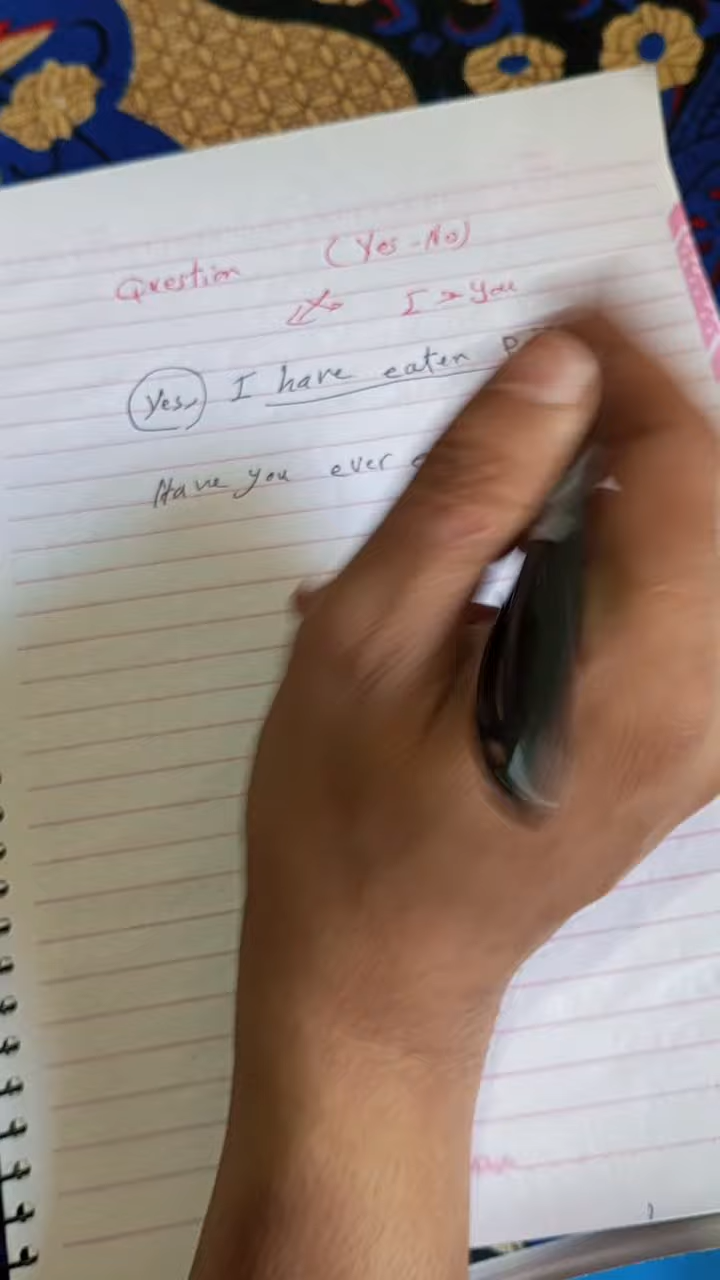 Question (Yes-No)
I → you
Yes, I have eaten
Have you ever